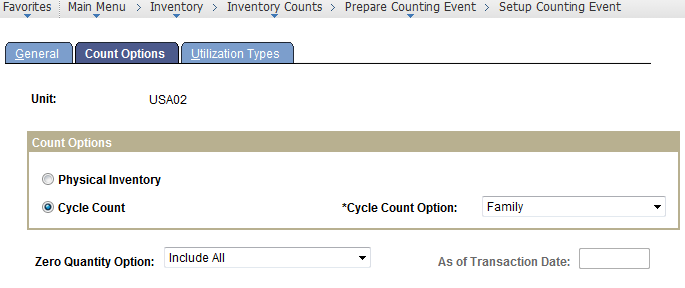 Favorites Main Menu > Inventory > Inventory Counts > Prepare Counting Event > Setup Counting Event
General Count Options Utilization Types
Unit: USA02
Count Options
Physical Inventory
Cycle Count *Cycle Count Option: Family
Zero Quantity Option: Include All As of Transaction Date: